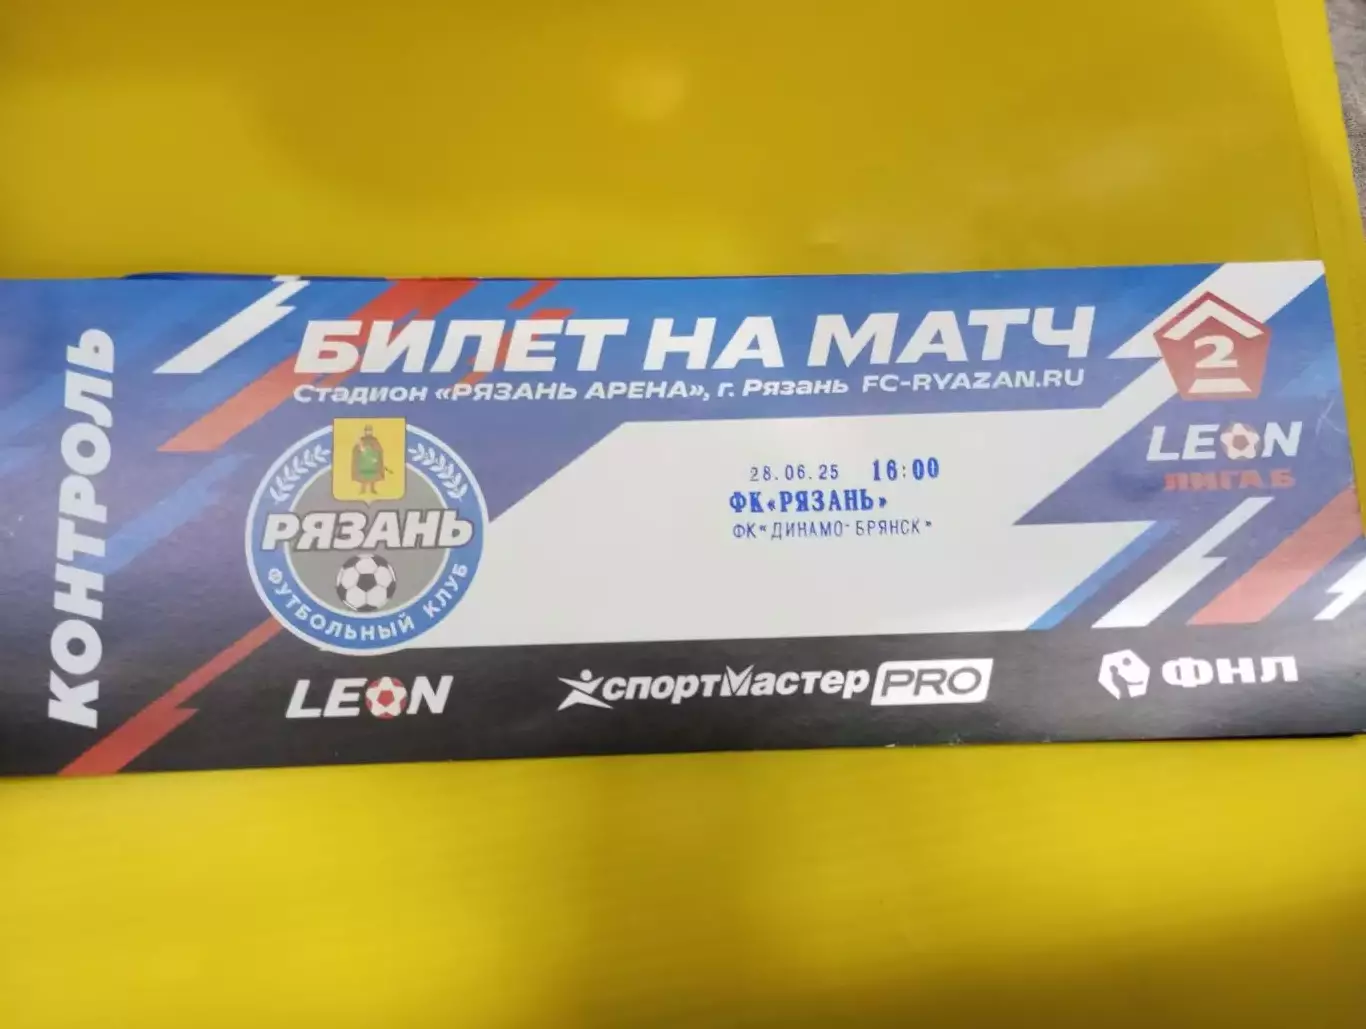 КОНТРОЛЬ
БИЛЕТ НА МАТЧ
Стадион «РЯЗАНЬ АРЕНА», г. Рязань FC-RYAZAN.RU
2
LEON
ЛИГА Б
28.06.25 16:00
ФК«РЯЗАНЬ»
ФК«ДИНАМО-БРЯНСК»
РЯЗАНЬ
ФУТБОЛЬНЫЙ КЛУБ
LEON
СПОРТМАСТЕР PRO
ФНЛ